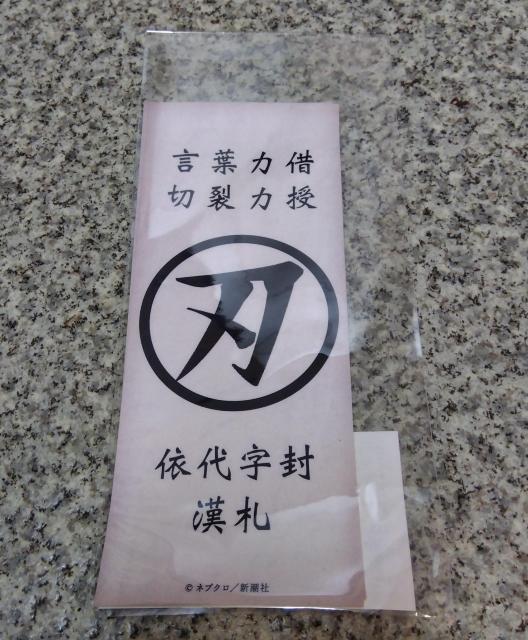 言葉力借
切裂力授
刃
依代字封
漢札
©ネブクロ／新潮社